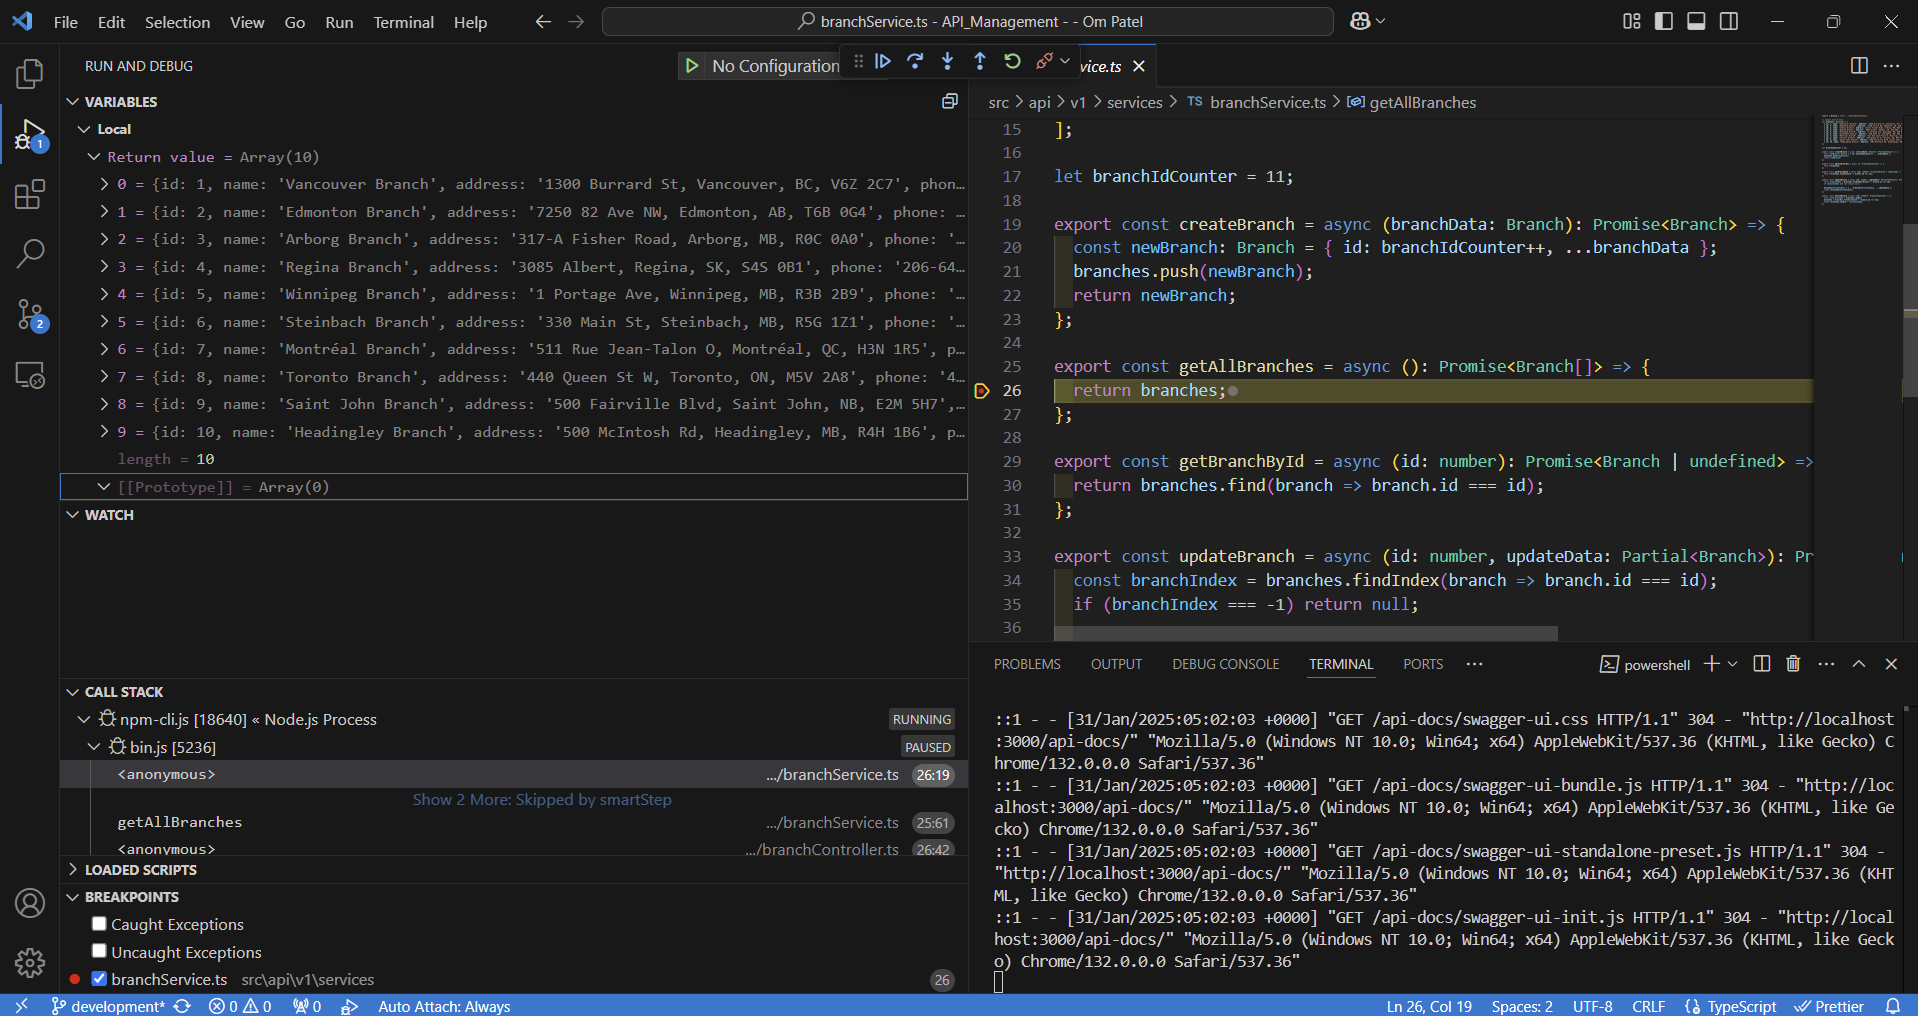 File Edit Selection View Go Run Terminal Help
branchService.ts - API_Management - - Om Patel
RUN AND DEBUG
No Configuration
vice.ts
VARIABLES
Local
Return value = Array(10)
0 = {id: 1, name: 'Vancouver Branch', address: '1300 Burrard St, Vancouver, BC, V6Z 2C7', phon…
1 = {id: 2, name: 'Edmonton Branch', address: '7250 82 Ave NW, Edmonton, AB, T6B 0G4', phone: …
2 = {id: 3, name: 'Arborg Branch', address: '317-A Fisher Road, Arborg, MB, R0C 0A0', phone: '…
3 = {id: 4, name: 'Regina Branch', address: '3085 Albert, Regina, SK, S4S 0B1', phone: '206-64…
4 = {id: 5, name: 'Winnipeg Branch', address: '1 Portage Ave, Winnipeg, MB, R3B 2B9', phone: '…
5 = {id: 6, name: 'Steinbach Branch', address: '330 Main St, Steinbach, MB, R5G 1Z1', phone: '…
6 = {id: 7, name: 'Montréal Branch', address: '511 Rue Jean-Talon O, Montréal, QC, H3N 1R5', p…
7 = {id: 8, name: 'Toronto Branch', address: '440 Queen St W, Toronto, ON, M5V 2A8', phone: '4…
8 = {id: 9, name: 'Saint John Branch', address: '500 Fairville Blvd, Saint John, NB, E2M 5H7',…
9 = {id: 10, name: 'Headingley Branch', address: '500 McIntosh Rd, Headingley, MB, R4H 1B6', p…
length = 10
[[Prototype]] = Array(0)
WATCH
CALL STACK
npm-cli.js [18640] « Node.js Process RUNNING
bin.js [5236] PAUSED
<anonymous> .../branchService.ts 26:19
Show 2 More: Skipped by smartStep
getAllBranches .../branchService.ts 25:61
<anonymous> .../branchController.ts 26:42
LOADED SCRIPTS
BREAKPOINTS
Caught Exceptions
Uncaught Exceptions
branchService.ts src\api\v1\services 26
1
2
src > api > v1 > services > TS branchService.ts > getAllBranches
15 ];
16
17 let branchIdCounter = 11;
18
19 export const createBranch = async (branchData: Branch): Promise<Branch> => {
20 const newBranch: Branch = { id: branchIdCounter++, ...branchData };
21 branches.push(newBranch);
22 return newBranch;
23 };
24
25 export const getAllBranches = async (): Promise<Branch[]> => {
26 return branches;
27 };
28
29 export const getBranchById = async (id: number): Promise<Branch | undefined> =>
30 return branches.find(branch => branch.id === id);
31 };
32
33 export const updateBranch = async (id: number, updateData: Partial<Branch>): Pr
34 const branchIndex = branches.findIndex(branch => branch.id === id);
35 if (branchIndex === -1) return null;
36
PROBLEMS OUTPUT DEBUG CONSOLE TERMINAL PORTS ··· powershell
::1 - - [31/Jan/2025:05:02:03 +0000] "GET /api-docs/swagger-ui.css HTTP/1.1" 304 - "http://localhost
:3000/api-docs/" "Mozilla/5.0 (Windows NT 10.0; Win64; x64) AppleWebKit/537.36 (KHTML, like Gecko) C
hrome/132.0.0.0 Safari/537.36"
::1 - - [31/Jan/2025:05:02:03 +0000] "GET /api-docs/swagger-ui-bundle.js HTTP/1.1" 304 - "http://loc
alhost:3000/api-docs/" "Mozilla/5.0 (Windows NT 10.0; Win64; x64) AppleWebKit/537.36 (KHTML, like Ge
cko) Chrome/132.0.0.0 Safari/537.36"
::1 - - [31/Jan/2025:05:02:03 +0000] "GET /api-docs/swagger-ui-standalone-preset.js HTTP/1.1" 304 -
"http://localhost:3000/api-docs/" "Mozilla/5.0 (Windows NT 10.0; Win64; x64) AppleWebKit/537.36 (KHT
ML, like Gecko) Chrome/132.0.0.0 Safari/537.36"
::1 - - [31/Jan/2025:05:02:03 +0000] "GET /api-docs/swagger-ui-init.js HTTP/1.1" 304 - "http://local
host:3000/api-docs/" "Mozilla/5.0 (Windows NT 10.0; Win64; x64) AppleWebKit/537.36 (KHTML, like Geck
o) Chrome/132.0.0.0 Safari/537.36"
development* 0 0 0 Auto Attach: Always Ln 26, Col 19 Spaces: 2 UTF-8 CRLF {} TypeScript Prettier